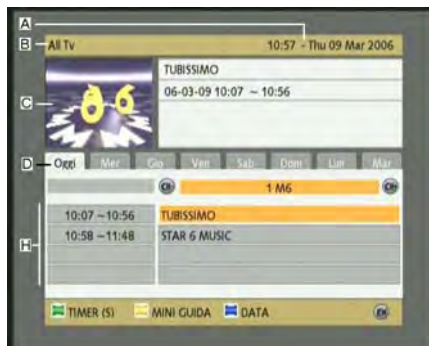 A
B All Tv 10:57 - Thu 09 Mar 2006
TUBISSIMO
C 86 06-03-09 10:07 ~ 10:56
D Oggi Mer Gio Ven Sab Dom Lun Mar
CH- 1 M6 CH+
10:07 ~10:56 TUBISSIMO
H 10:58 ~11:48 STAR 6 MUSIC
TIMER (S) MINI GUIDA DATA